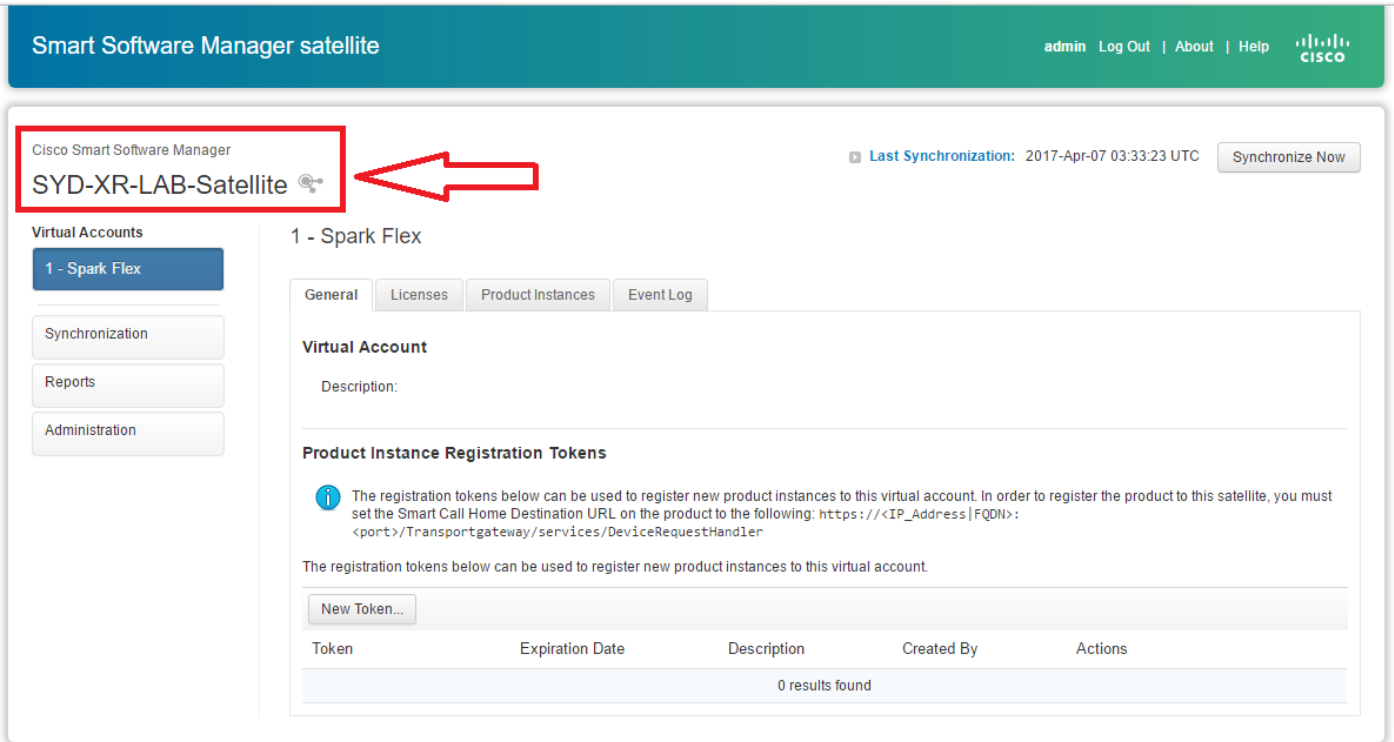 Smart Software Manager satellite
admin Log Out | About | Help
CISCO
Cisco Smart Software Manager
SYD-XR-LAB-Satellite
Last Synchronization: 2017-Apr-07 03:33:23 UTC
Synchronize Now
Virtual Accounts
1 - Spark Flex
Synchronization
Reports
Administration
1 - Spark Flex
General
Licenses
Product Instances
Event Log
Virtual Account
Description:
Product Instance Registration Tokens
The registration tokens below can be used to register new product instances to this virtual account. In order to register the product to this satellite, you must
set the Smart Call Home Destination URL on the product to the following: https://<IP_Address|FQDN>:
<port>/Transportgateway/services/DeviceRequestHandler
The registration tokens below can be used to register new product instances to this virtual account.
New Token...
Token Expiration Date Description Created By Actions
0 results found